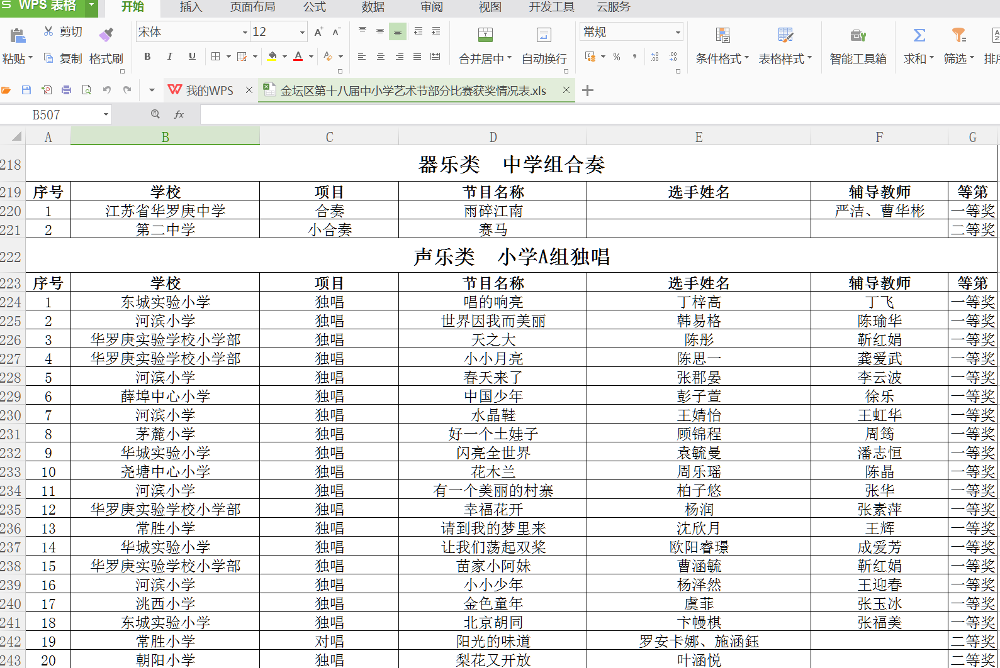 S WPS 表格 开始 插入 页面布局 公式 数据 审阅 视图 开发工具 云服务
剪切 宋体 12 A+ A- 常规
粘贴 复制 格式刷 B I U A 合并居中 自动换行 % 条件格式 表格样式 智能工具箱 求和 筛选 排序
我的WPS × 金坛区第十八届中小学艺术节部分比赛获奖情况表.xls ×
B507 fx
A B C D E F G
218 器乐类 中学组合奏
219 序号 学校 项目 节目名称 选手姓名 辅导教师 等第
220 1 江苏省华罗庚中学 合奏 雨碎江南 严洁、曹华彬 一等奖
221 2 第二中学 小合奏 赛马 二等奖
222 声乐类 小学A组独唱
223 序号 学校 项目 节目名称 选手姓名 辅导教师 等第
224 1 东城实验小学 独唱 唱的响亮 丁梓高 丁飞 一等奖
225 2 河滨小学 独唱 世界因我而美丽 韩易格 陈瑜华 一等奖
226 3 华罗庚实验学校小学部 独唱 天之大 陈彤 靳红娟 一等奖
227 4 华罗庚实验学校小学部 独唱 小小月亮 陈思一 龚爱武 一等奖
228 5 河滨小学 独唱 春天来了 张郡晏 李云波 一等奖
229 6 薛埠中心小学 独唱 中国少年 彭子萱 徐乐 一等奖
230 7 河滨小学 独唱 水晶鞋 王婧怡 王虹华 一等奖
231 8 茅麓小学 独唱 好一个土娃子 顾锦程 周筠 一等奖
232 9 华城实验小学 独唱 闪亮全世界 袁毓曼 潘志恒 一等奖
233 10 尧塘中心小学 独唱 花木兰 周乐瑶 陈晶 一等奖
234 11 河滨小学 独唱 有一个美丽的村寨 柏子悠 张华 一等奖
235 12 华罗庚实验学校小学部 独唱 幸福花开 杨润 张素萍 一等奖
236 13 常胜小学 独唱 请到我的梦里来 沈欣月 王辉 一等奖
237 14 华城实验小学 独唱 让我们荡起双桨 欧阳睿璟 成爱芳 一等奖
238 15 华罗庚实验学校小学部 独唱 苗家小阿妹 曹涵毓 靳红娟 一等奖
239 16 河滨小学 独唱 小小少年 杨泽然 王迎春 一等奖
240 17 洮西小学 独唱 金色童年 虞菲 张玉冰 一等奖
241 18 东城实验小学 独唱 北京胡同 卞幔棋 张福美 一等奖
242 19 常胜小学 对唱 阳光的味道 罗安卡娜、施涵鈺 二等奖
243 20 朝阳小学 独唱 梨花又开放 叶涵悦 二等奖